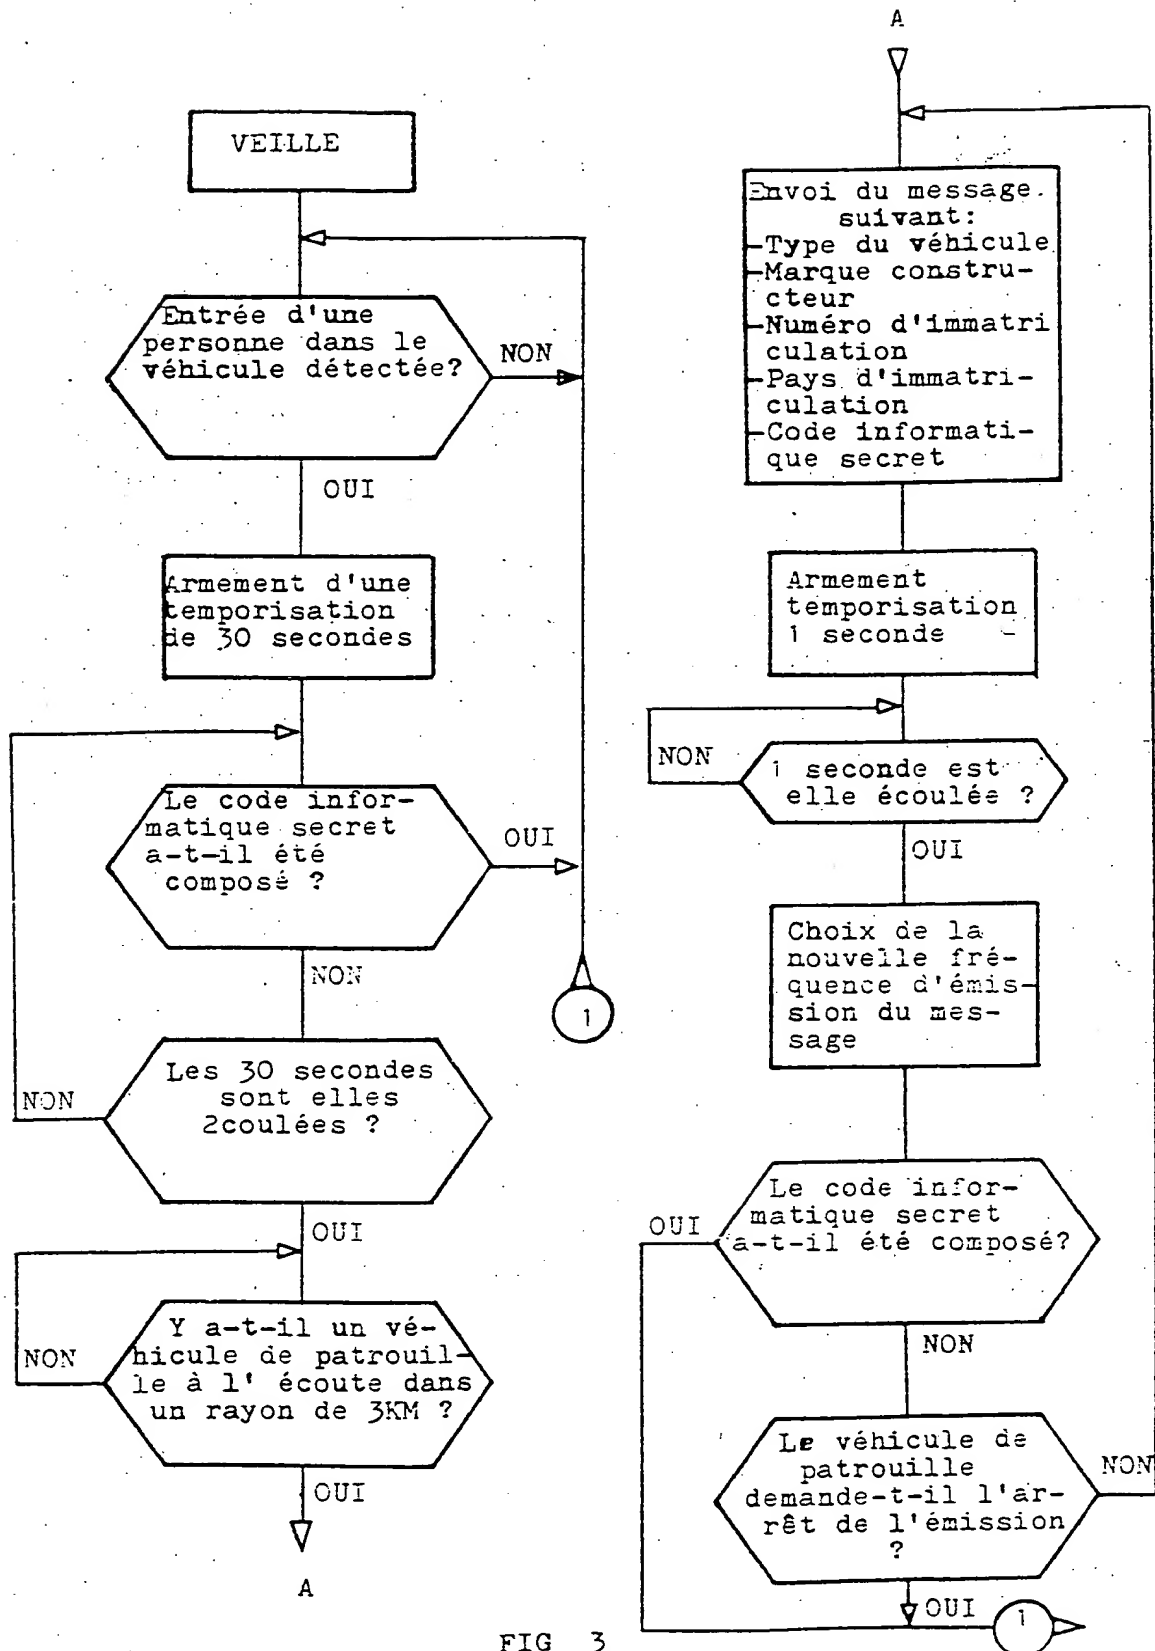 VEILLE
Entrée d'une
personne dans le
véhicule détectée?
NON
OUI
Armement d'une
temporisation
de 30 secondes
Le code infor-
matique secret
a-t-il été
composé ?
OUI
NON
1
Les 30 secondes
sont elles
2coulées ?
NON
OUI
Y a-t-il un vé-
hicule de patrouil-
le à l' écoute dans
un rayon de 3KM ?
NON
OUI
A
A
Envoi du message.
suivant:
-Type du véhicule
-Marque constru-
cteur
-Numéro d'immatri
culation
-Pays d'immatri-
culation
-Code informati-
que secret
Armement
temporisation
1 seconde
NON
1 seconde est
elle écoulée ?
OUI
Choix de la
nouvelle fré-
quence d'émis-
sion du mes-
sage
Le code infor-
matique secret
a-t-il été composé?
OUI
NON
Le véhicule de
patrouille
demande-t-il l'ar-
rêt de l'émission
?
NON
OUI
1
FIG 3